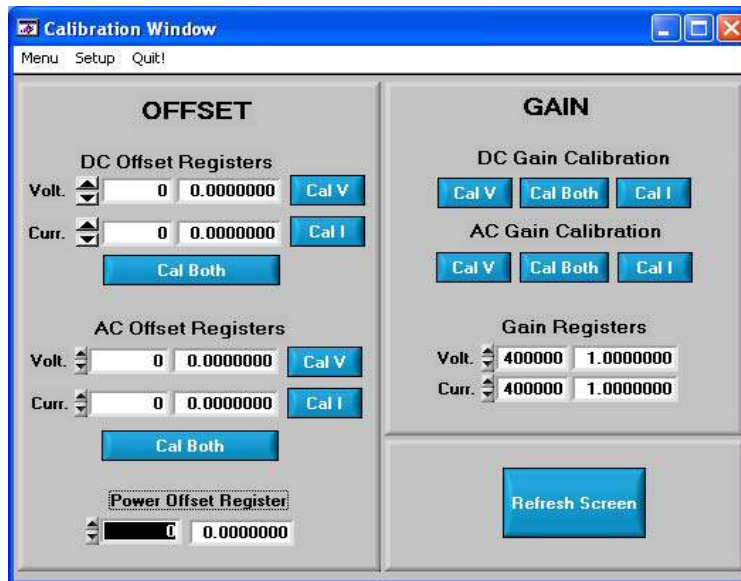 Calibration Window
Menu Setup Quit!
OFFSET
DC Offset Registers
Volt. 0 0.0000000 Cal V
Curr. 0 0.0000000 Cal I
Cal Both
AC Offset Registers
Volt. 0 0.0000000 Cal V
Curr. 0 0.0000000 Cal I
Cal Both
Power Offset Register
0 0.0000000
GAIN
DC Gain Calibration
Cal V Cal Both Cal I
AC Gain Calibration
Cal V Cal Both Cal I
Gain Registers
Volt. 400000 1.0000000
Curr. 400000 1.0000000
Refresh Screen